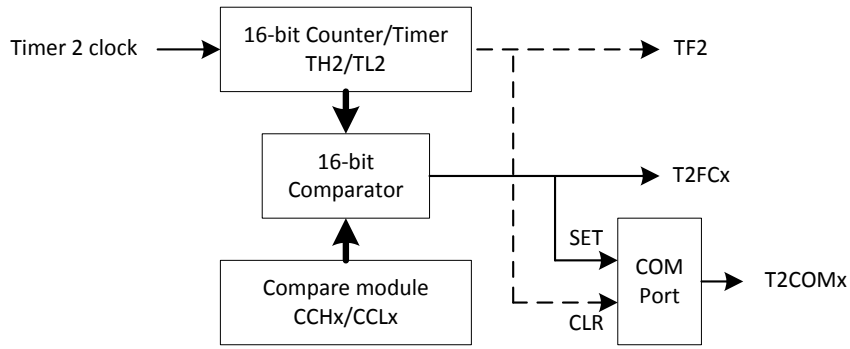 Timer 2 clock
16-bit Counter/Timer
TH2/TL2
TF2
16-bit
Comparator
T2FCx
SET
COM
Port
T2COMx
Compare module
CCHx/CCLx
CLR